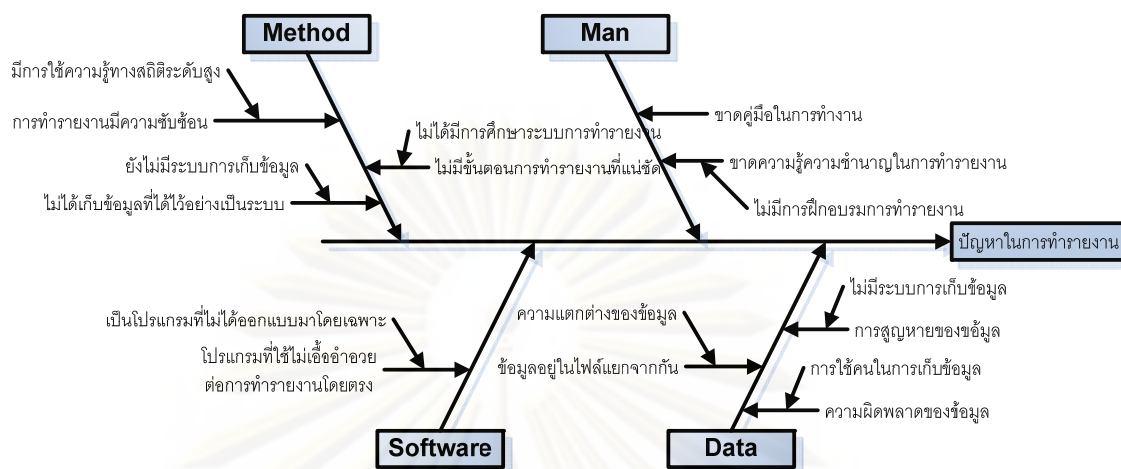 Method
Man
มีการใช้ความรู้ทางสถิติระดับสูง
การทำรายงานมีความซับซ้อน
ไม่ได้มีการศึกษาระบบการทำรายงาน
ยังไม่มีระบบการเก็บข้อมูล
ไม่มีขั้นตอนการทำรายงานที่แน่ชัด
ไม่ได้เก็บข้อมูลที่ได้ไว้อย่างเป็นระบบ
ขาดคู่มือในการทำงาน
ขาดความรู้ความชำนาญในการทำรายงาน
ไม่มีการฝึกอบรมการทำรายงาน
ปัญหาในการทำรายงาน
เป็นโปรแกรมที่ไม่ได้ออกแบบมาโดยเฉพาะ
โปรแกรมที่ใช้ไม่เอื้ออำอวย
ต่อการทำรายงานโดยตรง
ความแตกต่างของข้อมูล
ข้อมูลอยู่ในไฟล์แยกจากกัน
ไม่มีระบบการเก็บข้อมูล
การสูญหายของขอ้มูล
การใช้คนในการเก็บข้อมูล
ความผิดพลาดของข้อมูล
Software
Data